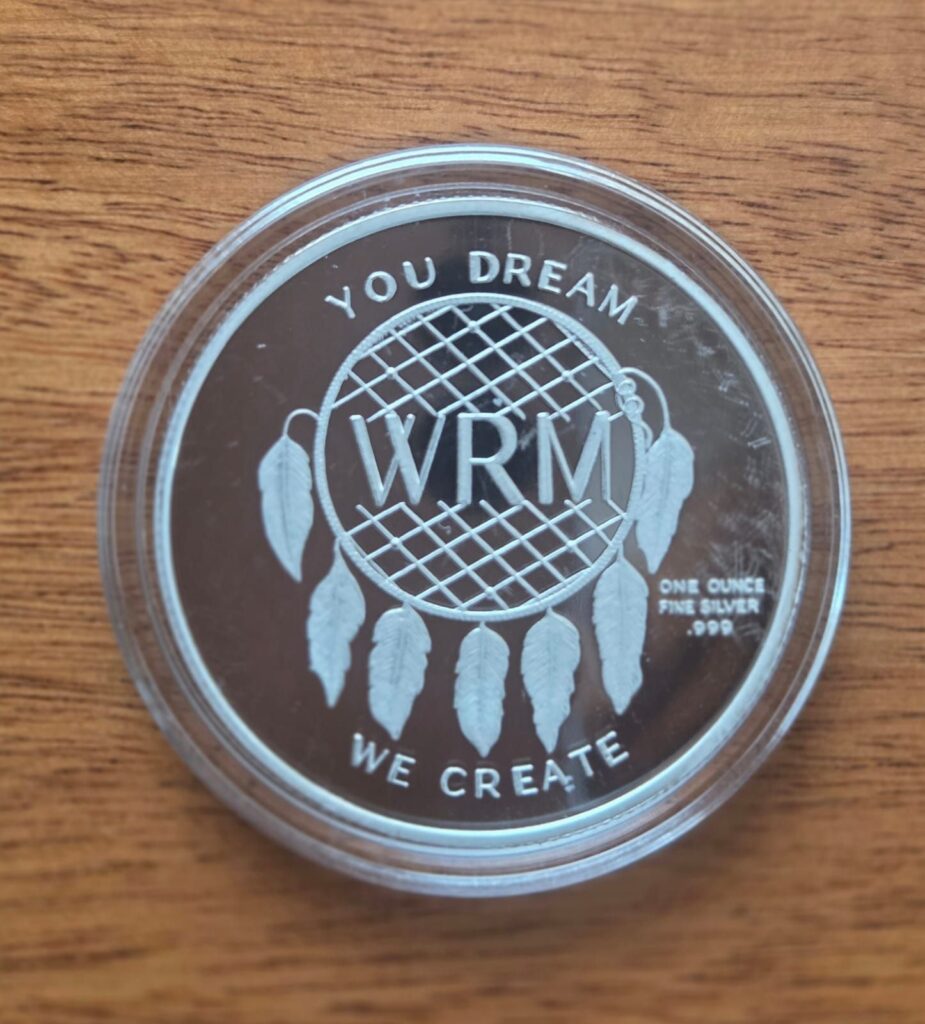 YOU DREAM
WRM
ONE OUNCE
FINE SILVER
.999
WE CREATE